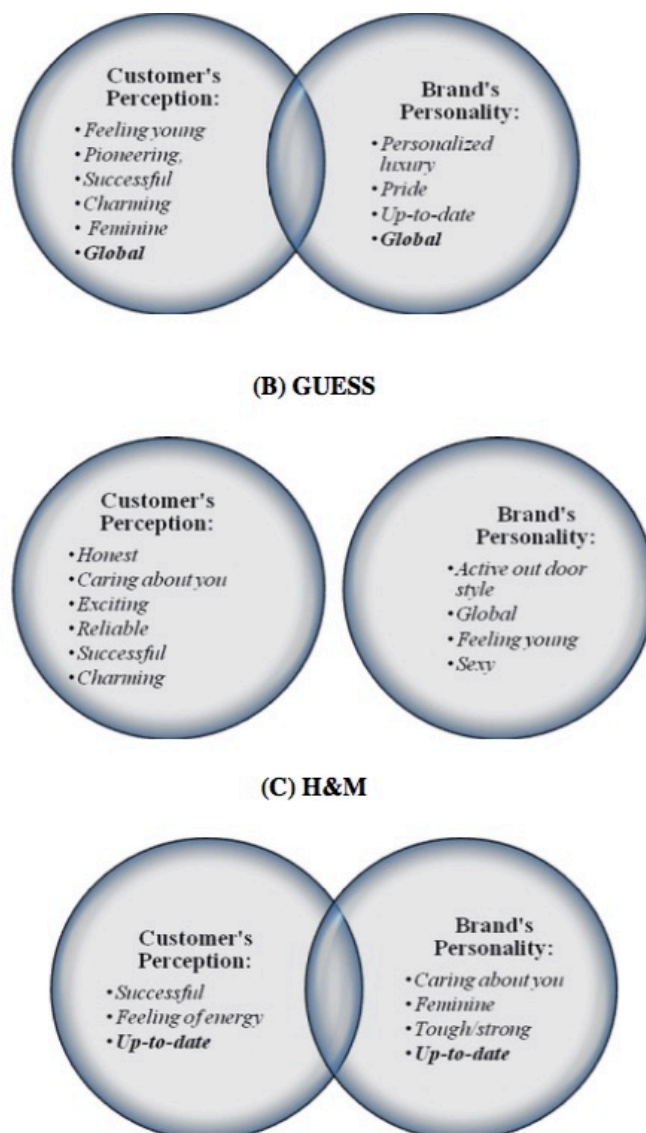 Customer's
Perception:
• Feeling young
• Pioneering,
• Successful
• Charming
• Feminine
• Global
Brand's
Personality:
• Personalized
luxury
• Pride
• Up-to-date
• Global
(B) GUESS
Customer's
Perception:
• Honest
• Caring about you
• Exciting
• Reliable
• Successful
• Charming
Brand's
Personality:
• Active out door
style
• Global
• Feeling young
• Sexy
(C) H&M
Customer's
Perception:
• Successful
• Feeling of energy
• Up-to-date
Brand's
Personality:
• Caring about you
• Feminine
• Tough/strong
• Up-to-date